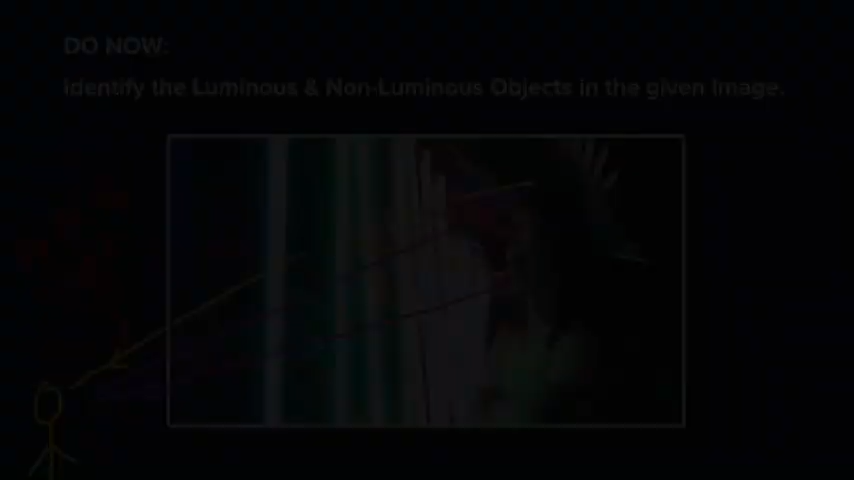 DO NOW:
Identify the Luminous & Non-Luminous Objects in the given Image.